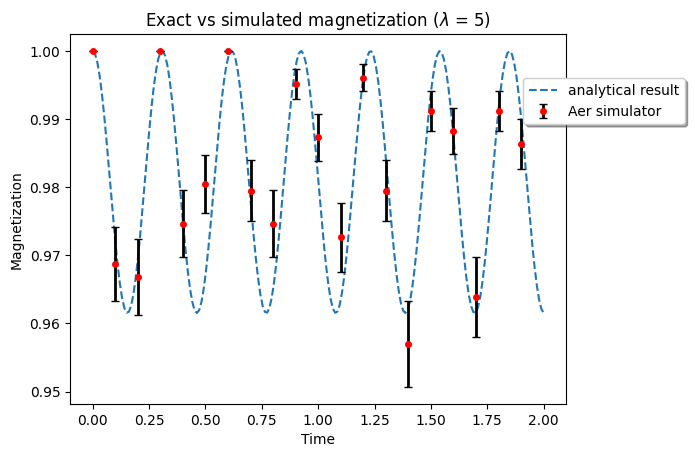 Exact vs simulated magnetization (λ = 5)
analytical result
Aer simulator
Magnetization
1.00
0.99
0.98
0.97
0.96
0.95
0.00 0.25 0.50 0.75 1.00 1.25 1.50 1.75 2.00
Time